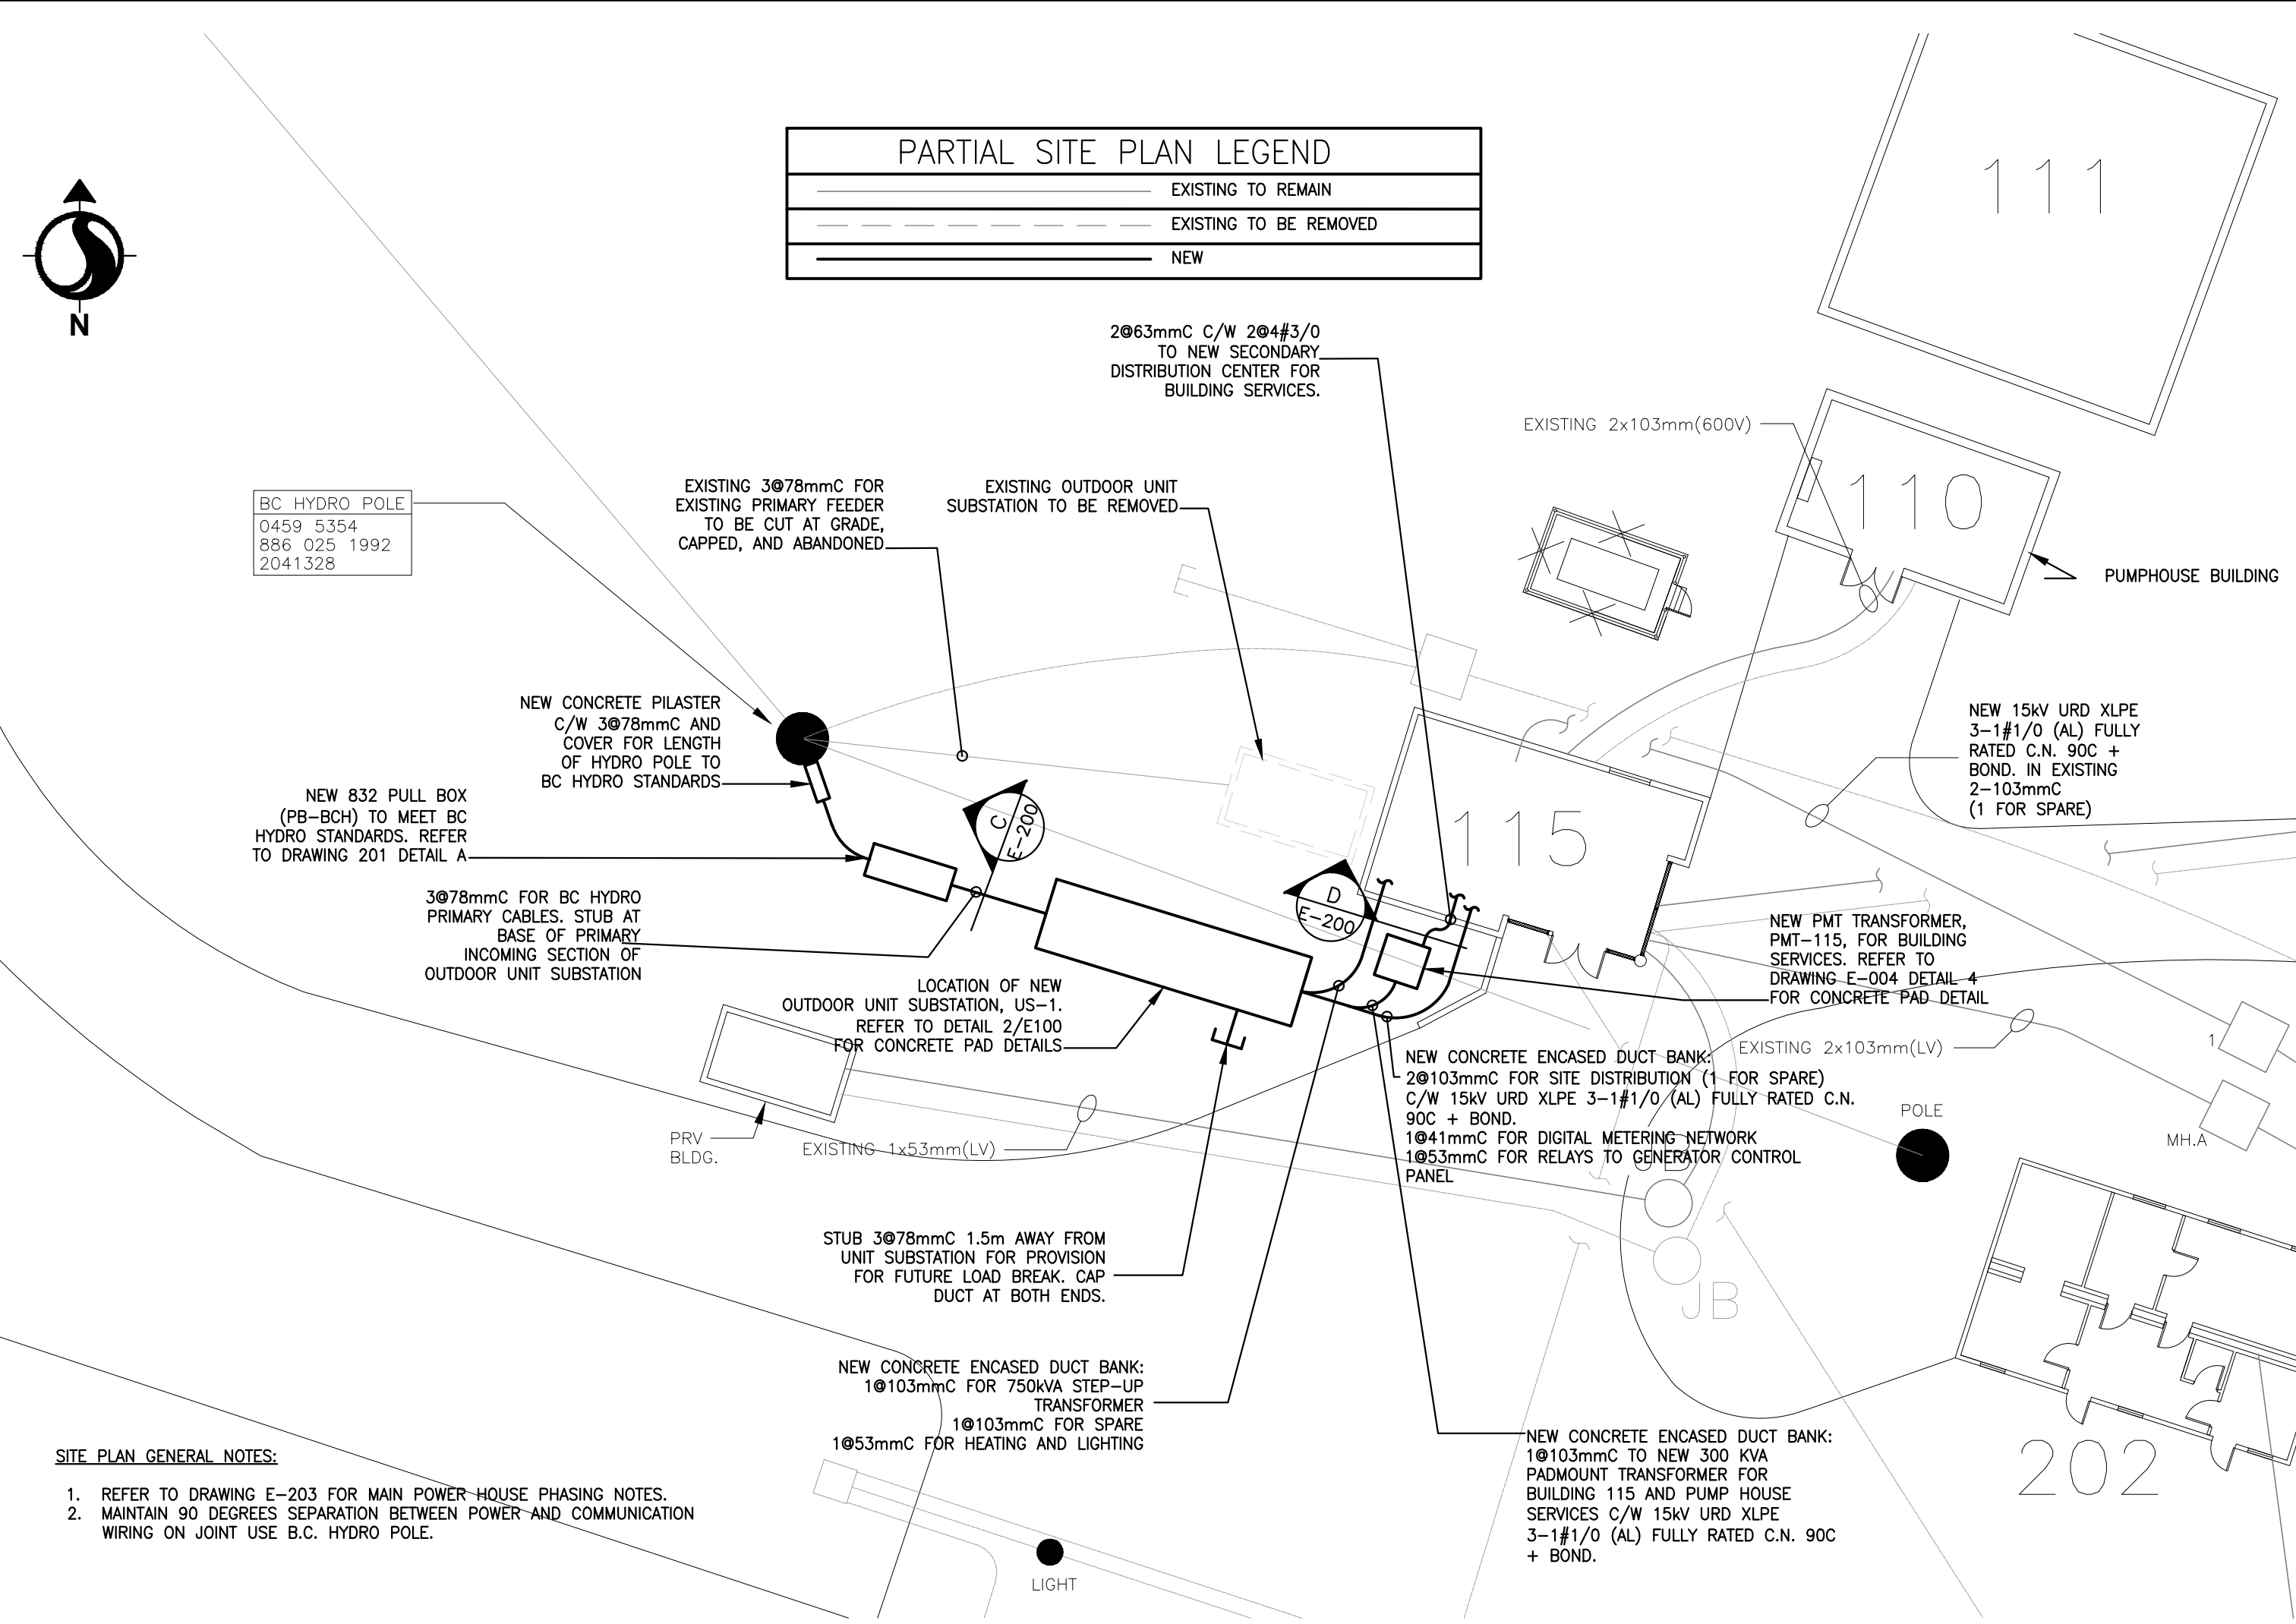 PARTIAL SITE PLAN LEGEND
EXISTING TO REMAIN
EXISTING TO BE REMOVED
NEW
N
111
2@63mmC C/W 2@4#3/0
TO NEW SECONDARY
DISTRIBUTION CENTER FOR
BUILDING SERVICES.
EXISTING 2x103mm(600V)
110
PUMPHOUSE BUILDING
BC HYDRO POLE
0459 5354
886 025 1992
2041328
EXISTING 3@78mmC FOR
EXISTING PRIMARY FEEDER
TO BE CUT AT GRADE,
CAPPED, AND ABANDONED
EXISTING OUTDOOR UNIT
SUBSTATION TO BE REMOVED
NEW CONCRETE PILASTER
C/W 3@78mmC AND
COVER FOR LENGTH
OF HYDRO POLE TO
BC HYDRO STANDARDS
NEW 15kV URD XLPE
3-1#1/0 (AL) FULLY
RATED C.N. 90C +
BOND. IN EXISTING
2-103mmC
(1 FOR SPARE)
NEW 832 PULL BOX
(PB-BCH) TO MEET BC
HYDRO STANDARDS. REFER
TO DRAWING 201 DETAIL A
C
E-200
115
D
E-200
3@78mmC FOR BC HYDRO
PRIMARY CABLES. STUB AT
BASE OF PRIMARY
INCOMING SECTION OF
OUTDOOR UNIT SUBSTATION
NEW PMT TRANSFORMER,
PMT-115, FOR BUILDING
SERVICES. REFER TO
DRAWING E-004 DETAIL 4
FOR CONCRETE PAD DETAIL
LOCATION OF NEW
OUTDOOR UNIT SUBSTATION, US-1.
REFER TO DETAIL 2/E100
FOR CONCRETE PAD DETAILS
NEW CONCRETE ENCASED DUCT BANK:
2@103mmC FOR SITE DISTRIBUTION (1 FOR SPARE)
C/W 15kV URD XLPE 3-1#1/0 (AL) FULLY RATED C.N.
90C + BOND.
1@41mmC FOR DIGITAL METERING NETWORK
1@53mmC FOR RELAYS TO GENERATOR CONTROL
PANEL
EXISTING 2x103mm(LV)
1
POLE
MH.A
PRV
BLDG.
EXISTING 1x53mm(LV)
JB
JB
STUB 3@78mmC 1.5m AWAY FROM
UNIT SUBSTATION FOR PROVISION
FOR FUTURE LOAD BREAK. CAP
DUCT AT BOTH ENDS.
NEW CONCRETE ENCASED DUCT BANK:
1@103mmC FOR 750kVA STEP-UP
TRANSFORMER
1@103mmC FOR SPARE
1@53mmC FOR HEATING AND LIGHTING
NEW CONCRETE ENCASED DUCT BANK:
1@103mmC TO NEW 300 KVA
PADMOUNT TRANSFORMER FOR
BUILDING 115 AND PUMP HOUSE
SERVICES C/W 15kV URD XLPE
3-1#1/0 (AL) FULLY RATED C.N. 90C
+ BOND.
202
LIGHT
SITE PLAN GENERAL NOTES:
1. REFER TO DRAWING E-203 FOR MAIN POWER HOUSE PHASING NOTES.
2. MAINTAIN 90 DEGREES SEPARATION BETWEEN POWER AND COMMUNICATION
WIRING ON JOINT USE B.C. HYDRO POLE.